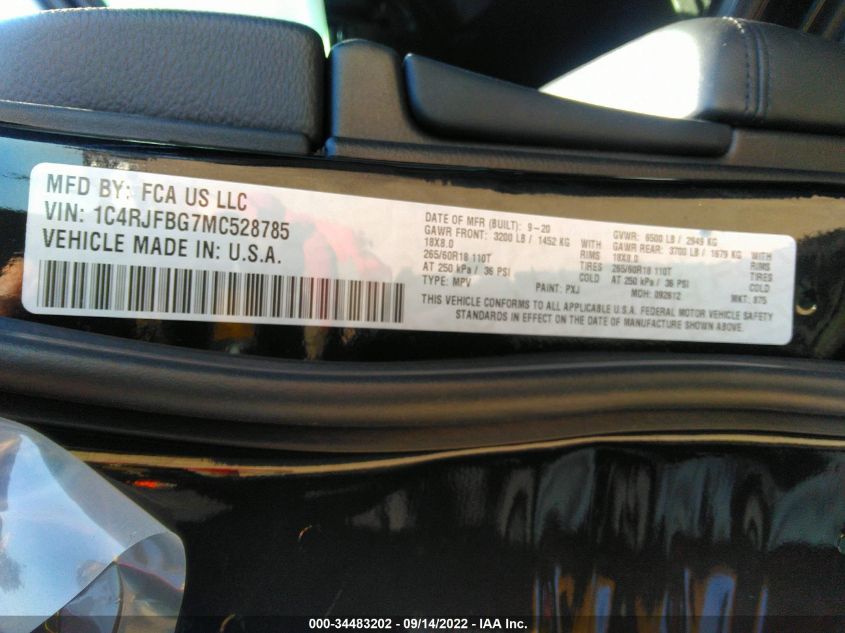 MFD BY: FCA US LLC
VIN: 1C4RJFBG7MC528785
VEHICLE MADE IN: U.S.A.
DATE OF MFR (BUILT): 9-20
GAWR FRONT: 3200 LB / 1452 KG WITH
18X8.0 RIMS
265/60R18 110T TIRES
AT 250 kPa / 36 PSI COLD
TYPE: MPV
GVWR: 6500 LB / 2949 KG
GAWR REAR: 3700 LB / 1679 KG WITH
18X8.0 RIMS
265/60R18 110T TIRES
AT 250 kPa / 36 PSI COLD
PAINT: PXJ
MDH: 092612
MKT: 875
THIS VEHICLE CONFORMS TO ALL APPLICABLE U.S.A. FEDERAL MOTOR VEHICLE SAFETY
STANDARDS IN EFFECT ON THE DATE OF MANUFACTURE SHOWN ABOVE.
000-34483202 - 09/14/2022 - IAA Inc.